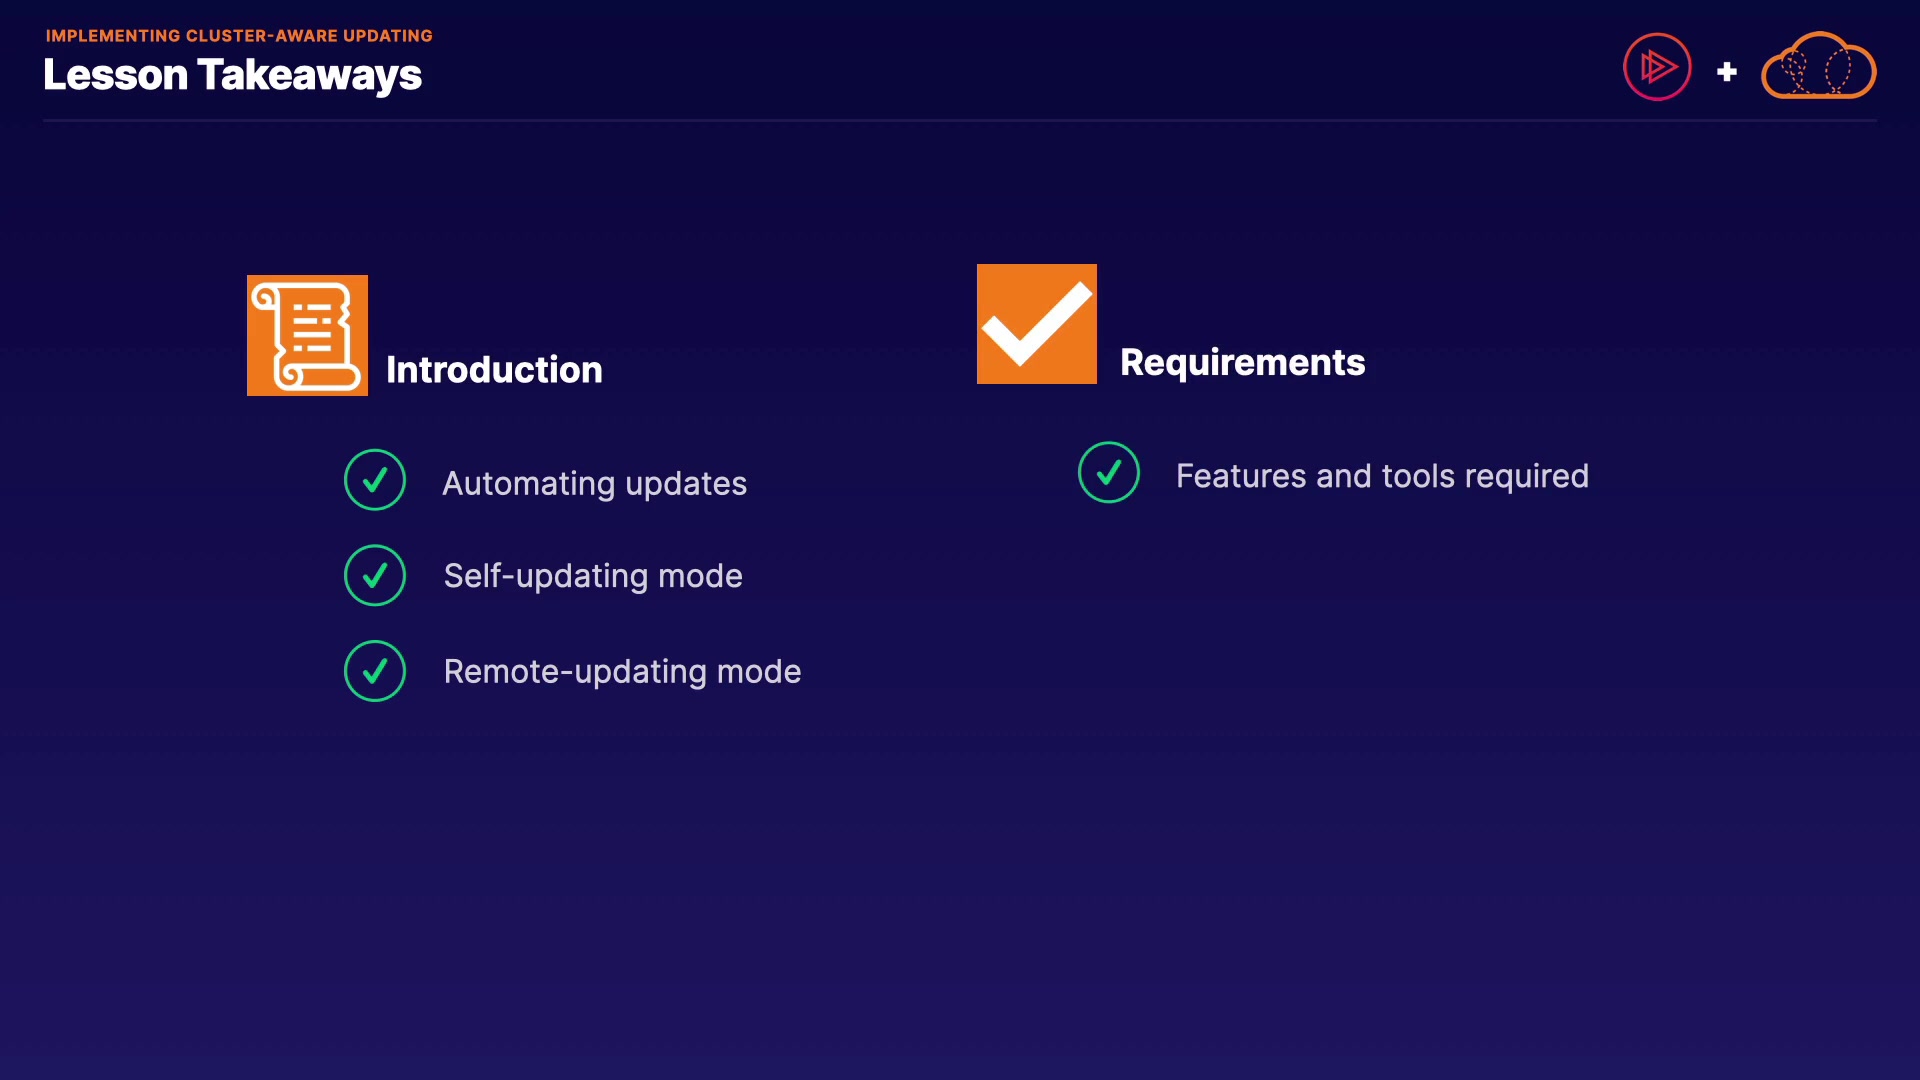 IMPLEMENTING CLUSTER-AWARE UPDATING
Lesson Takeaways
Introduction
Automating updates
Self-updating mode
Remote-updating mode
Requirements
Features and tools required